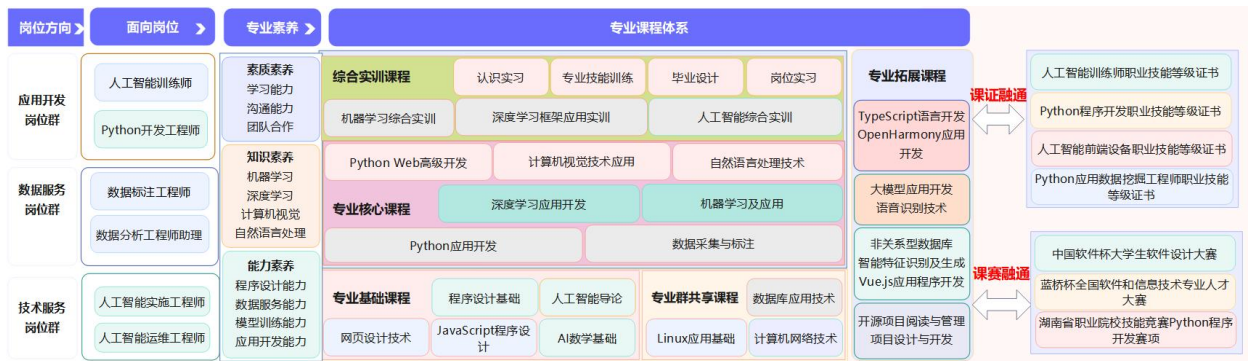 岗位方向
面向岗位
专业素养
专业课程体系
应用开发
岗位群
人工智能训练师
Python开发工程师
数据服务
岗位群
数据标注工程师
数据分析工程师助理
技术服务
岗位群
人工智能实施工程师
人工智能运维工程师
素质素养
学习能力
沟通能力
团队合作
知识素养
机器学习
深度学习
计算机视觉
自然语言处理
能力素养
程序设计能力
数据服务能力
模型训练能力
应用开发能力
综合实训课程
认识实习
专业技能训练
毕业设计
岗位实习
机器学习综合实训
深度学习框架应用实训
人工智能综合实训
Python Web高级开发
计算机视觉技术应用
自然语言处理技术
专业核心课程
深度学习应用开发
机器学习及应用
Python应用开发
数据采集与标注
专业基础课程
程序设计基础
人工智能导论
网页设计技术
JavaScript程序设
计
AI数学基础
专业群共享课程
数据库应用技术
Linux应用基础
计算机网络技术
专业拓展课程
TypeScript语言开发
OpenHarmony应用
开发
大模型应用开发
语音识别技术
非关系型数据库
智能特征识别及生成
Vue.js应用程序开发
开源项目阅读与管理
项目设计与开发
课证融通
人工智能训练师职业技能等级证书
Python程序开发职业技能等级证书
人工智能前端设备职业技能等级证书
Python应用数据挖掘工程师职业技能
等级证书
课赛融通
中国软件杯大学生软件设计大赛
蓝桥杯全国软件和信息技术专业人才
大赛
湖南省职业院校技能竞赛Python程序
开发赛项